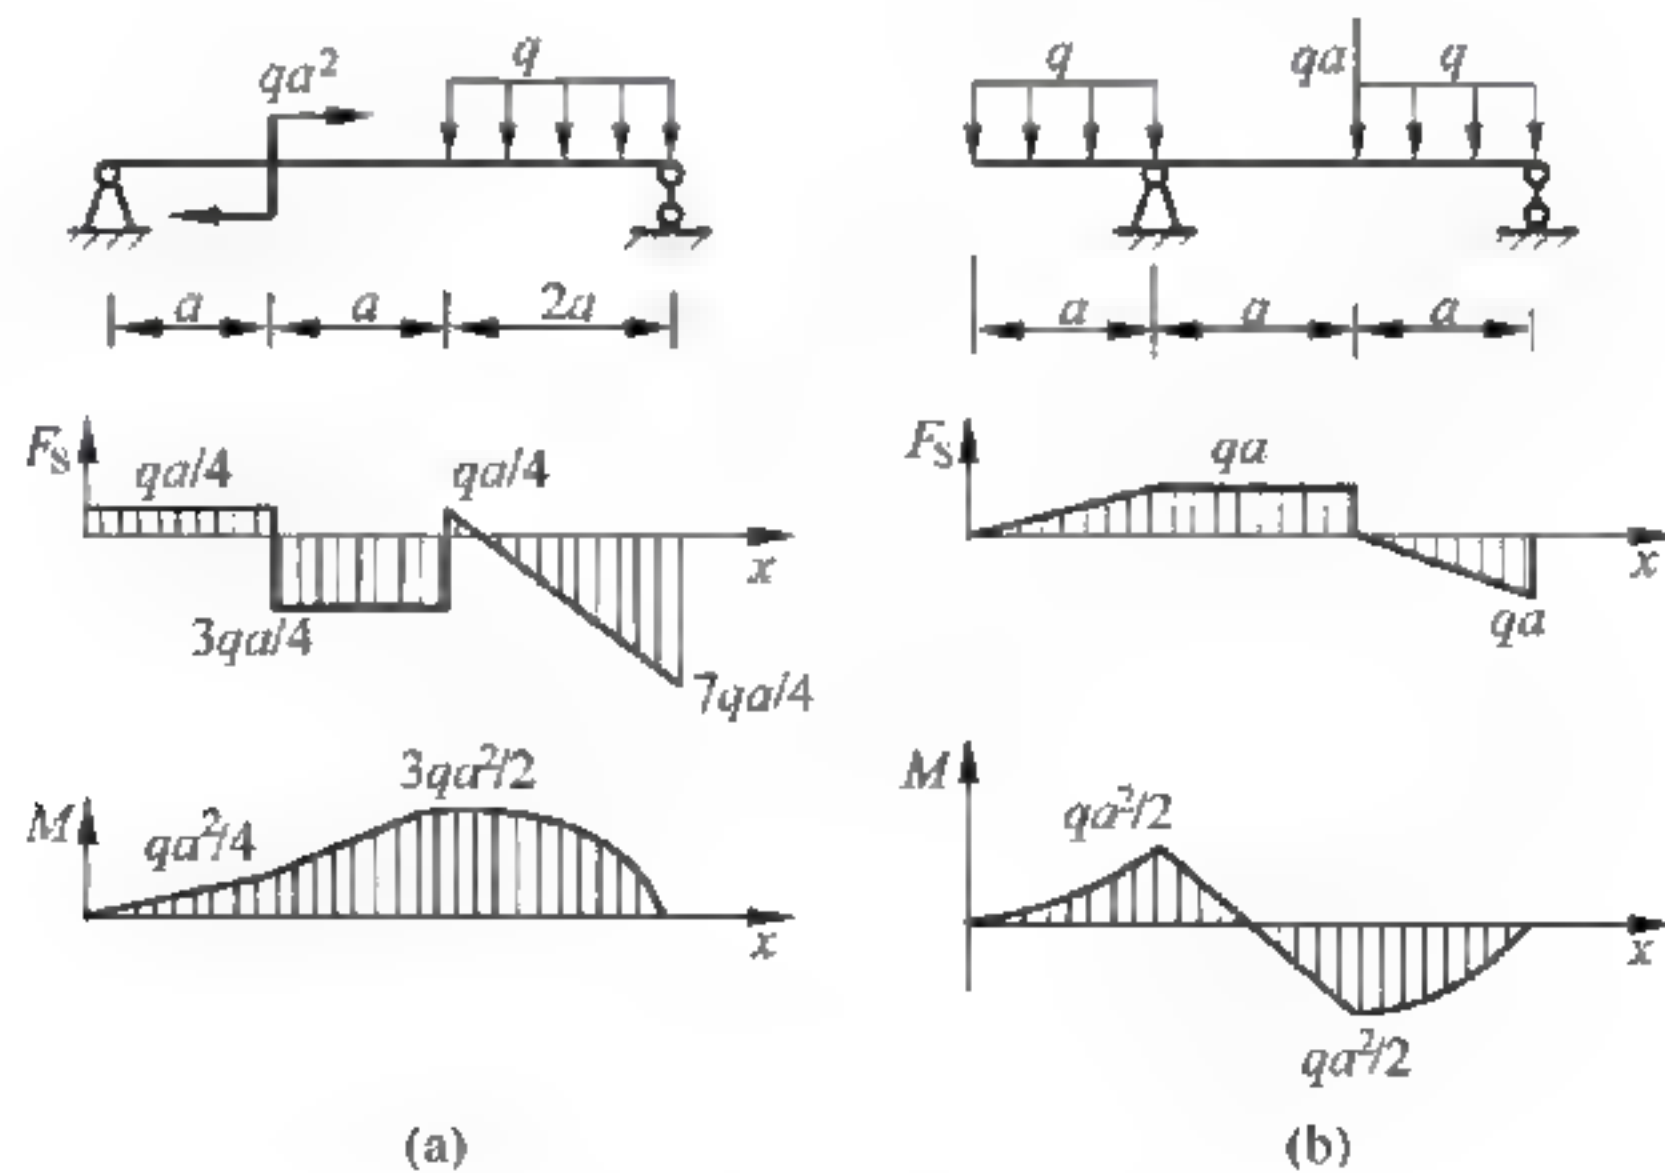 qa² q
a a 2a
F_S qa/4 qa/4
x
3qa/4
7qa/4
M qa²/4 3qa²/2
x
(a)
q qa q
a a a
F_S qa
x
qa
M qa²/2
x
qa²/2
(b)